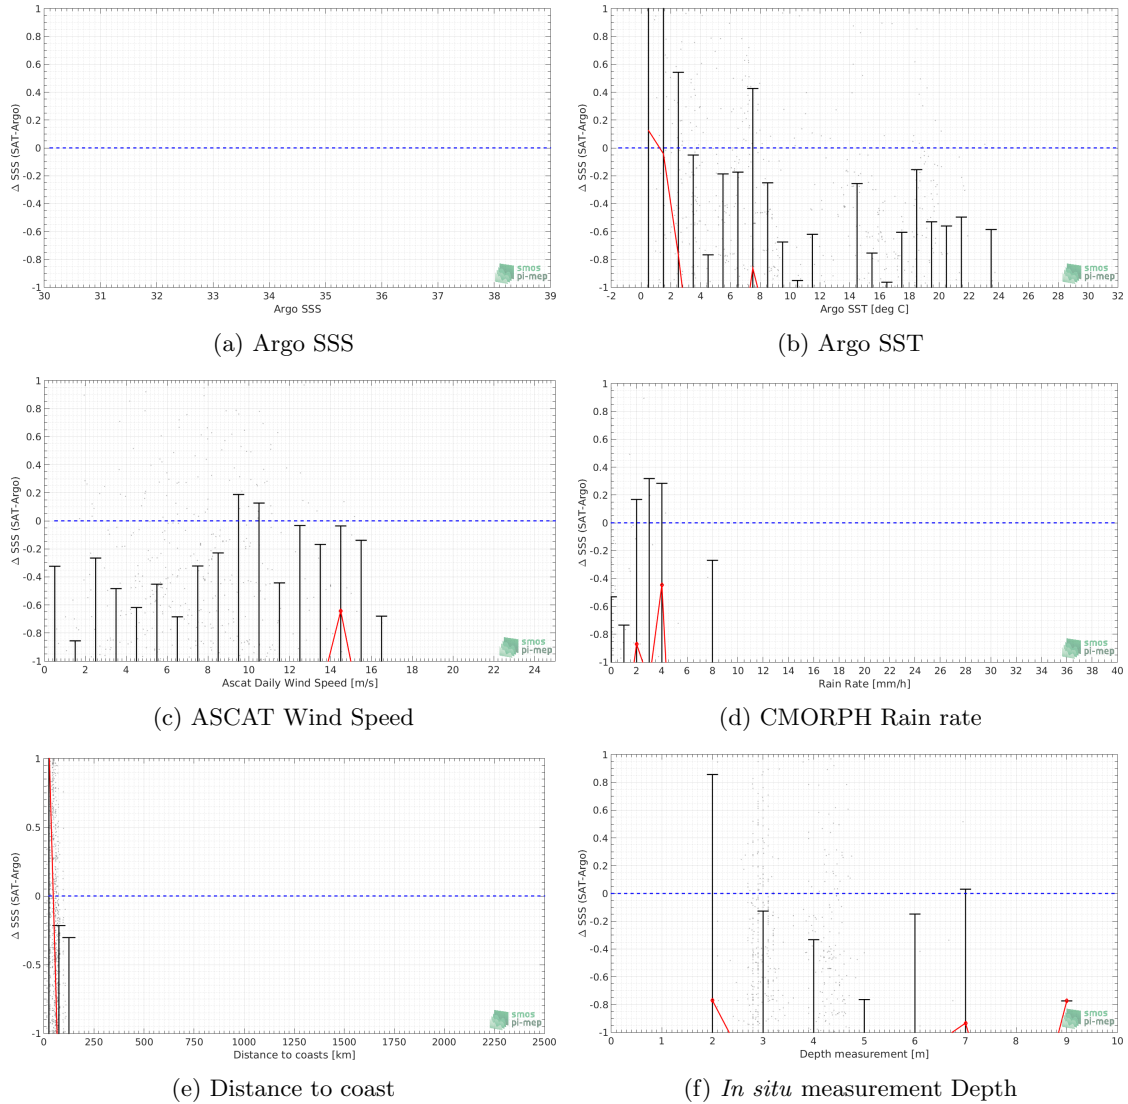 1
0.8
0.6
0.4
0.2
0
-0.2
-0.4
-0.6
-0.8
-1
Δ SSS (SAT-Argo)
30 31 32 33 34 35 36 37 38 39
Argo SSS
smos
pi-mep
(a) Argo SSS
1
0.8
0.6
0.4
0.2
0
-0.2
-0.4
-0.6
-0.8
-1
Δ SSS (SAT-Argo)
-2 0 2 4 6 8 10 12 14 16 18 20 22 24 26 28 30 32
Argo SST [deg C]
smos
pi-mep
(b) Argo SST
1
0.8
0.6
0.4
0.2
0
-0.2
-0.4
-0.6
-0.8
-1
Δ SSS (SAT-Argo)
0 2 4 6 8 10 12 14 16 18 20 22 24
Ascat Daily Wind Speed [m/s]
smos
pi-mep
(c) ASCAT Wind Speed
1
0.8
0.6
0.4
0.2
0
-0.2
-0.4
-0.6
-0.8
-1
Δ SSS (SAT-Argo)
0 2 4 6 8 10 12 14 16 18 20 22 24 26 28 30 32 34 36 38 40
Rain Rate [mm/h]
smos
pi-mep
(d) CMORPH Rain rate
1
0.5
0
-0.5
-1
Δ SSS (SAT-Argo)
0 250 500 750 1000 1250 1500 1750 2000 2250 2500
Distance to coasts [km]
smos
pi-mep
(e) Distance to coast
1
0.8
0.6
0.4
0.2
0
-0.2
-0.4
-0.6
-0.8
-1
Δ SSS (SAT-Argo)
0 1 2 3 4 5 6 7 8 9 10
Depth measurement [m]
smos
pi-mep
(f) In situ measurement Depth